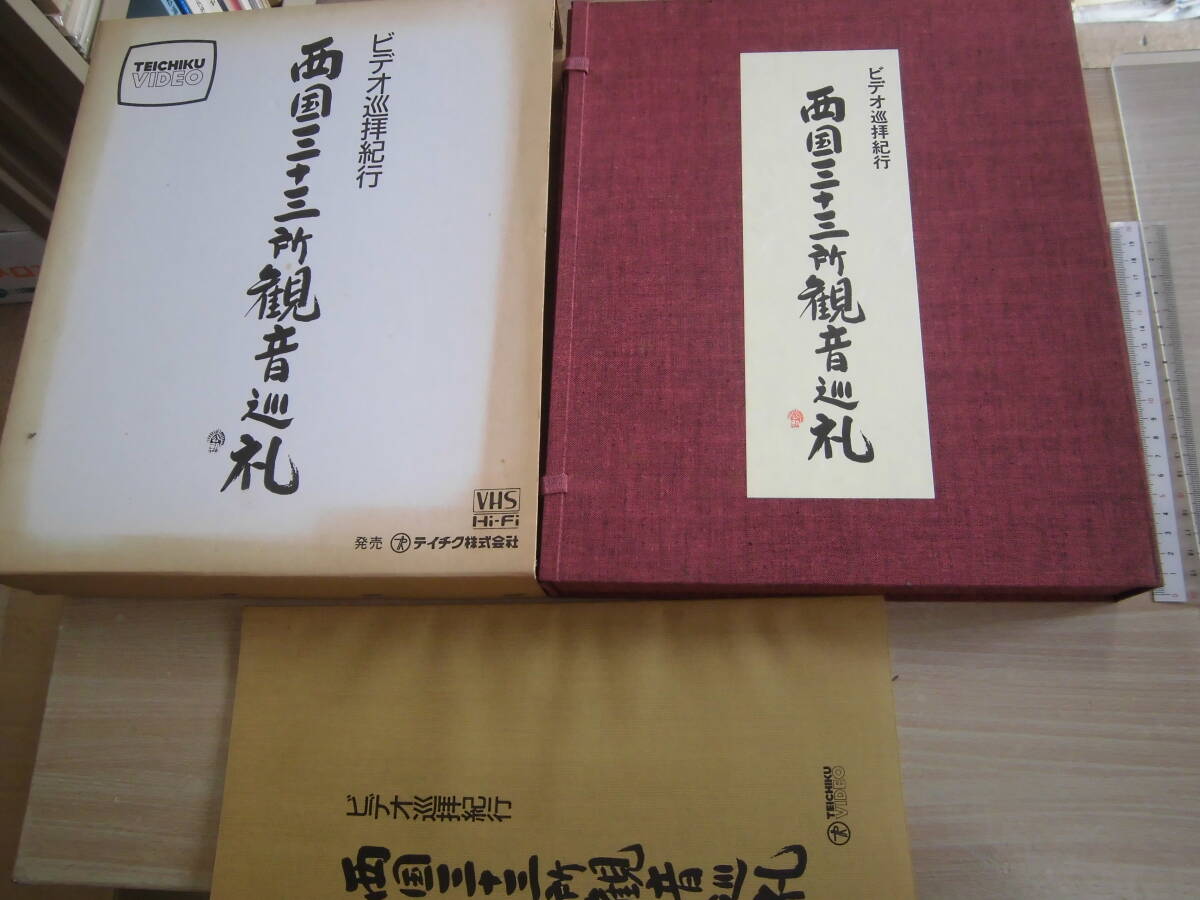 TEICHIKU
VIDEO
ビデオ巡拝紀行
西国三十三所観音巡礼
VHS
Hi-Fi
発売 テイチク株式会社
ビデオ巡拝紀行
西国三十三所観音巡礼
ビデオ巡拝紀行
西国三十三所観音巡礼
TEICHIKU
VIDEO